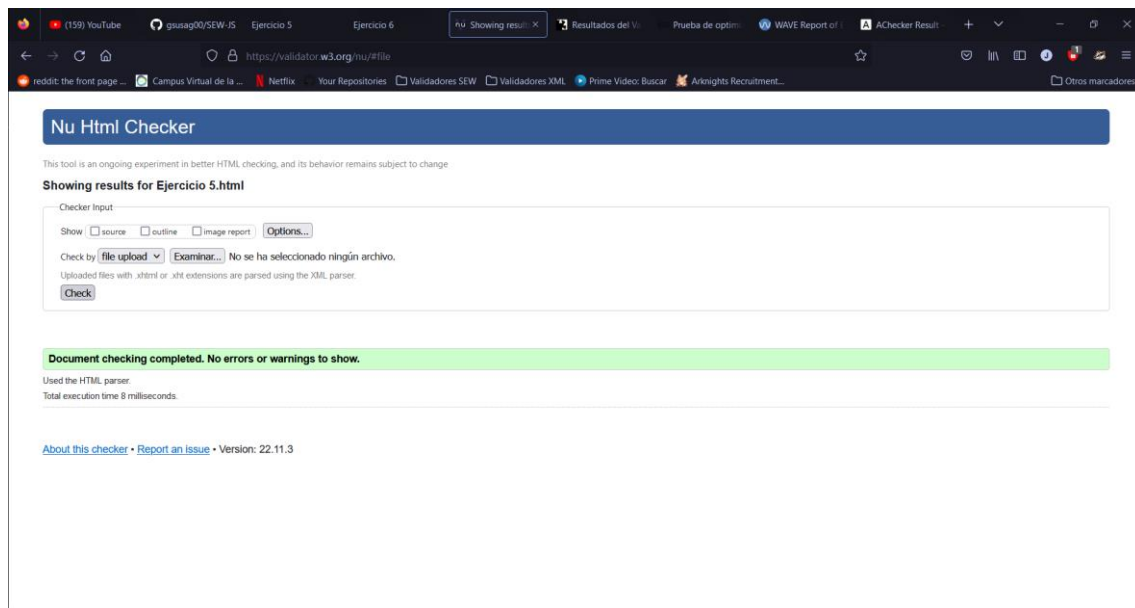 (159) YouTube gsusag00/SEW-JS Ejercicio 5 Ejercicio 6 nu Showing result Resultados del Va Prueba de optim WAVE Report of AChecker Result -
https://validator.w3.org/nu/#file
reddit: the front page ... Campus Virtual de la ... Netflix Your Repositories Validadores SEW Validadores XML Prime Video: Buscar Arknights Recruitment... Otros marcadores
Nu Html Checker
This tool is an ongoing experiment in better HTML checking, and its behavior remains subject to change
Showing results for Ejercicio 5.html
Checker Input
Show source outline image report Options...
Check by file upload Examinar... No se ha seleccionado ningún archivo.
Uploaded files with .xhtml or .xht extensions are parsed using the XML parser.
Check
Document checking completed. No errors or warnings to show.
Used the HTML parser.
Total execution time 8 milliseconds.
About this checker • Report an issue • Version: 22.11.3